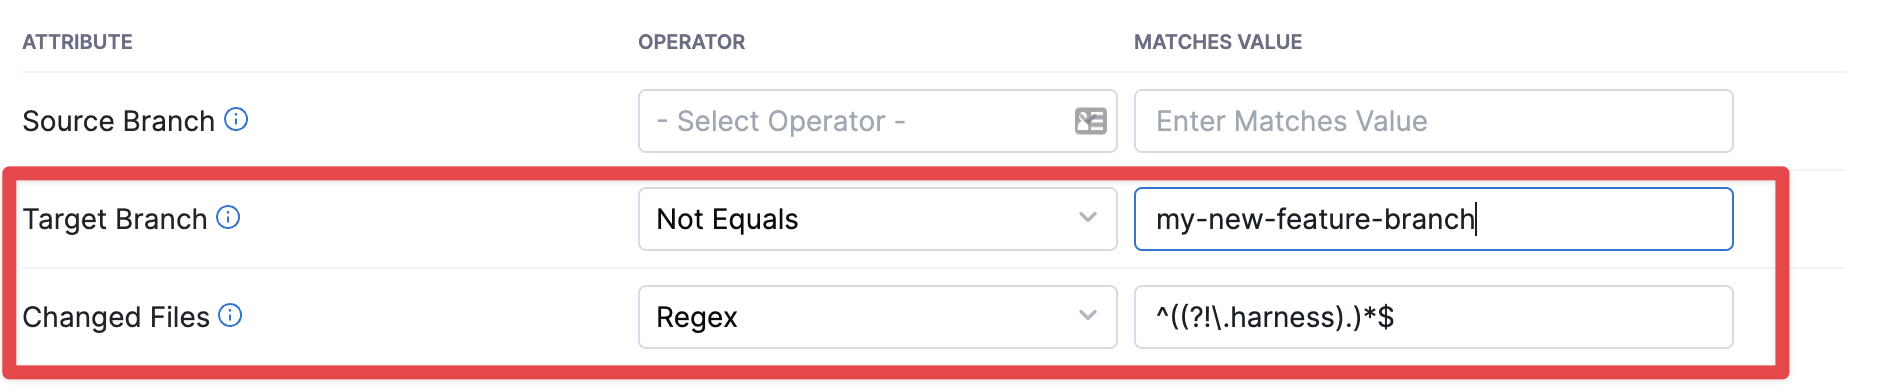 ATTRIBUTE OPERATOR MATCHES VALUE
Source Branch - Select Operator - Enter Matches Value
Target Branch Not Equals my-new-feature-branch
Changed Files Regex ^((?!\.harness).)*$